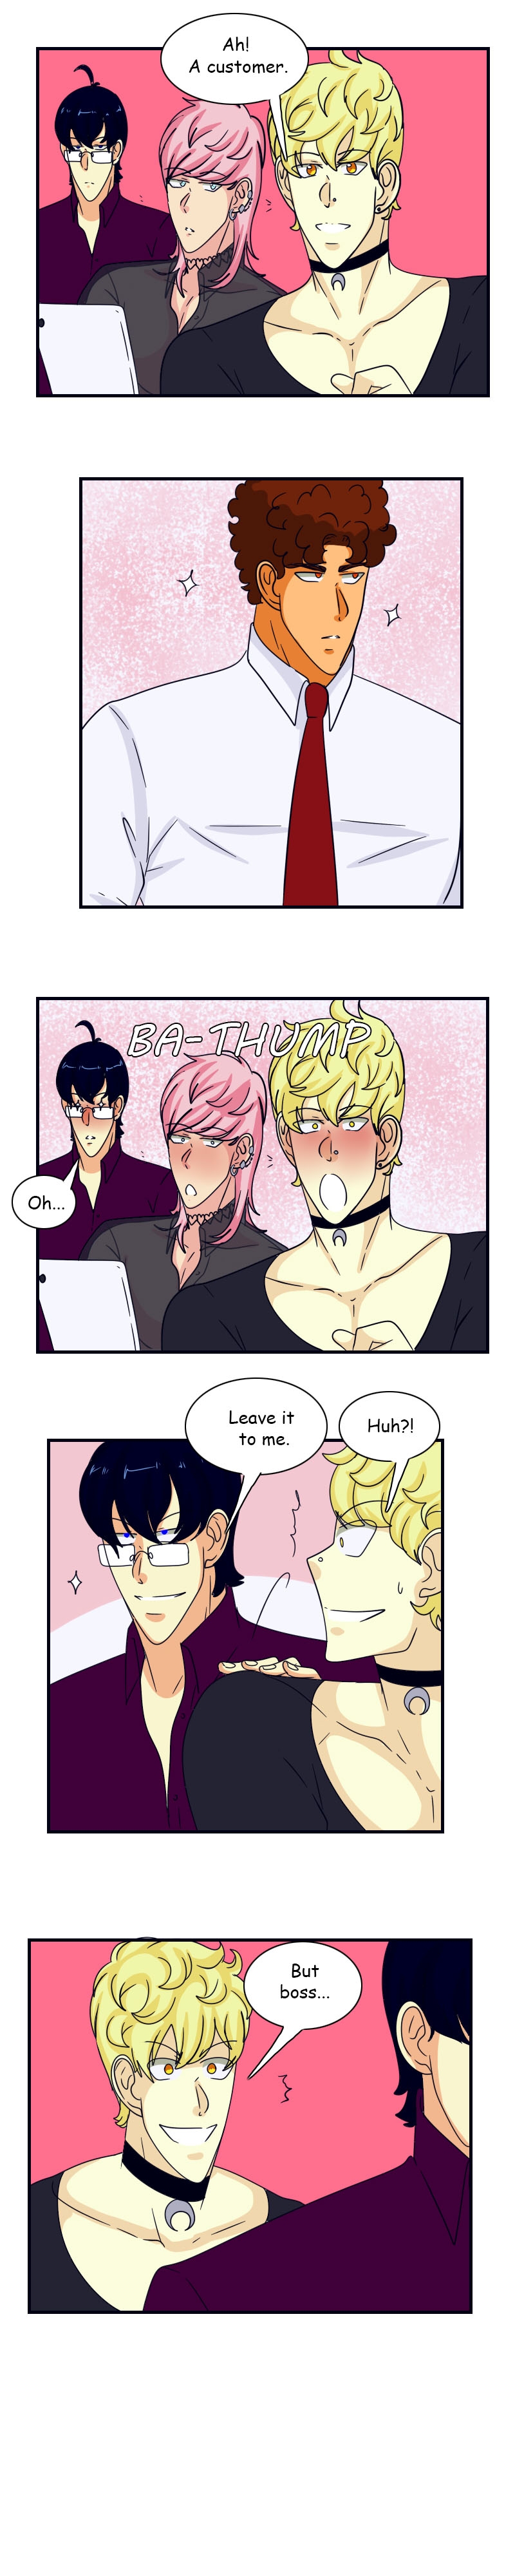 Ah!
A customer.
BA-THUMP
Oh...
Leave it
to me.
Huh?!
But
boss...